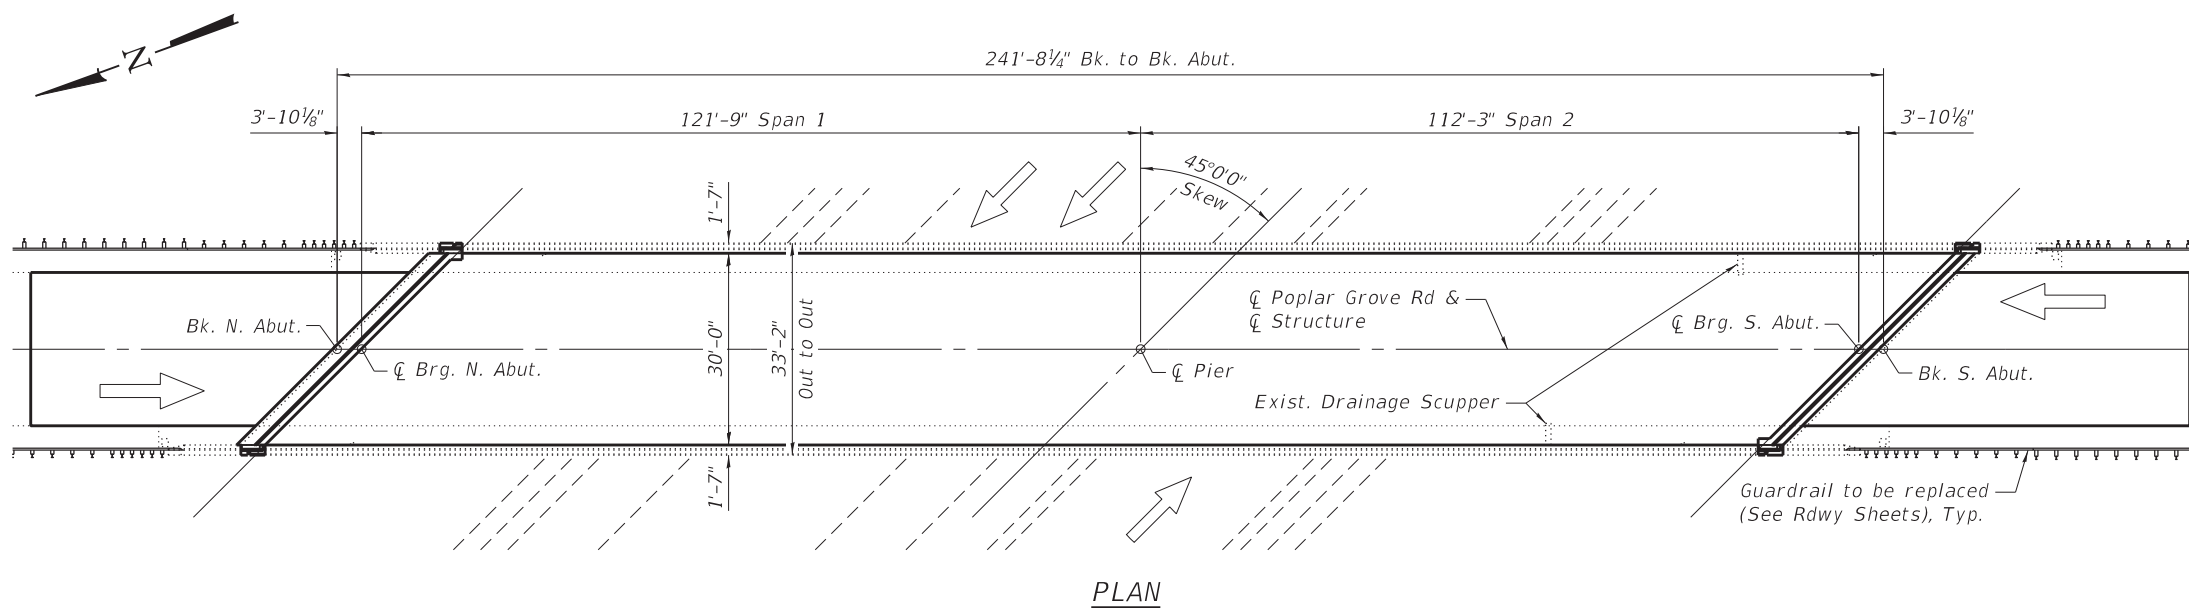 N
241'-8¼" Bk. to Bk. Abut.
3'-10⅛"
121'-9" Span 1
112'-3" Span 2
3'-10⅛"
45°0'0"
Skew
1'-7"
30'-0"
33'-2"
Out to Out
1'-7"
Bk. N. Abut.
℄ Brg. N. Abut.
℄ Poplar Grove Rd &
℄ Structure
℄ Pier
Exist. Drainage Scupper
℄ Brg. S. Abut.
Bk. S. Abut.
Guardrail to be replaced
(See Rdwy Sheets), Typ.
PLAN